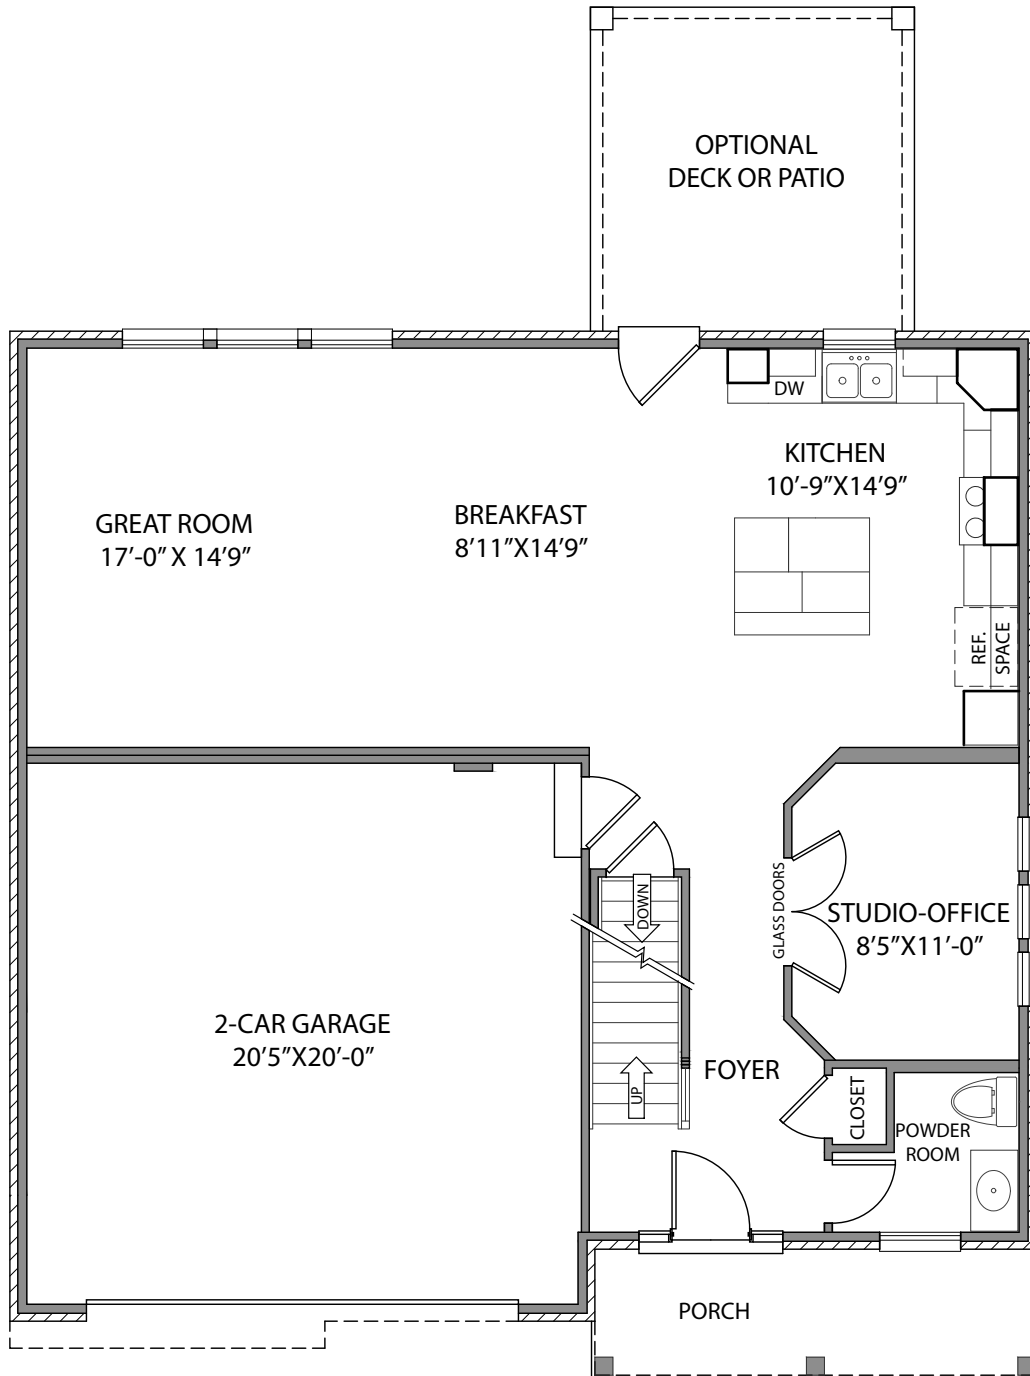 OPTIONAL
DECK OR PATIO
DW
KITCHEN
10'-9”X14'9”
GREAT ROOM
17'-0” X 14'9”
BREAKFAST
8'11”X14'9”
REF.
SPACE
GLASS DOORS
DOWN
STUDIO-OFFICE
8'5”X11'-0”
2-CAR GARAGE
20'5”X20'-0”
UP
FOYER
CLOSET
POWDER
ROOM
PORCH